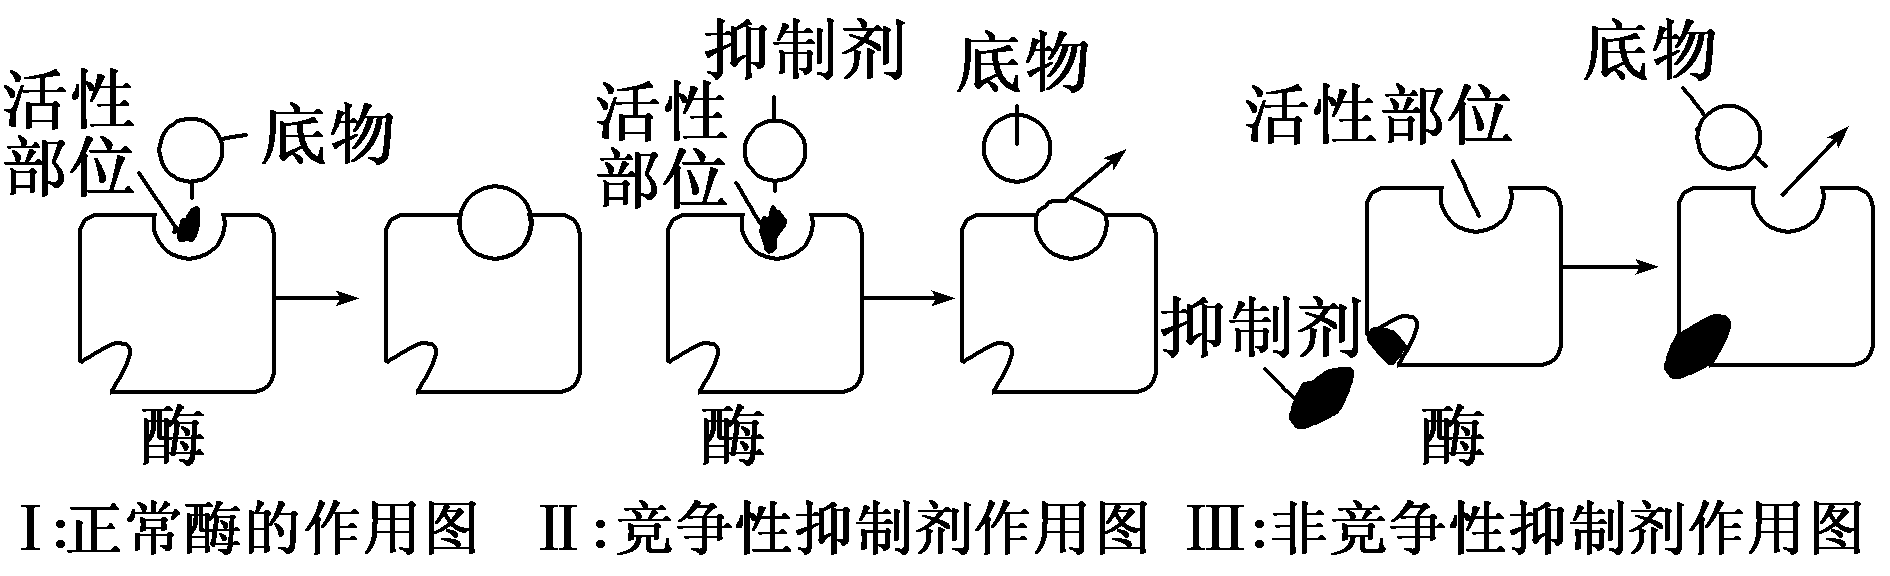 活性
部位
底物
酶
Ⅰ:正常酶的作用图
抑制剂
活性
部位
底物
酶
Ⅱ:竞争性抑制剂作用图
活性部位
底物
抑制剂
酶
Ⅲ:非竞争性抑制剂作用图